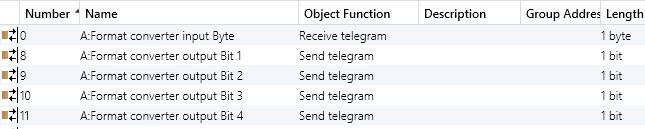 Number Name Object Function Description Group Addres Length
0 A:Format converter input Byte Receive telegram 1 byte
8 A:Format converter output Bit 1 Send telegram 1 bit
9 A:Format converter output Bit 2 Send telegram 1 bit
10 A:Format converter output Bit 3 Send telegram 1 bit
11 A:Format converter output Bit 4 Send telegram 1 bit